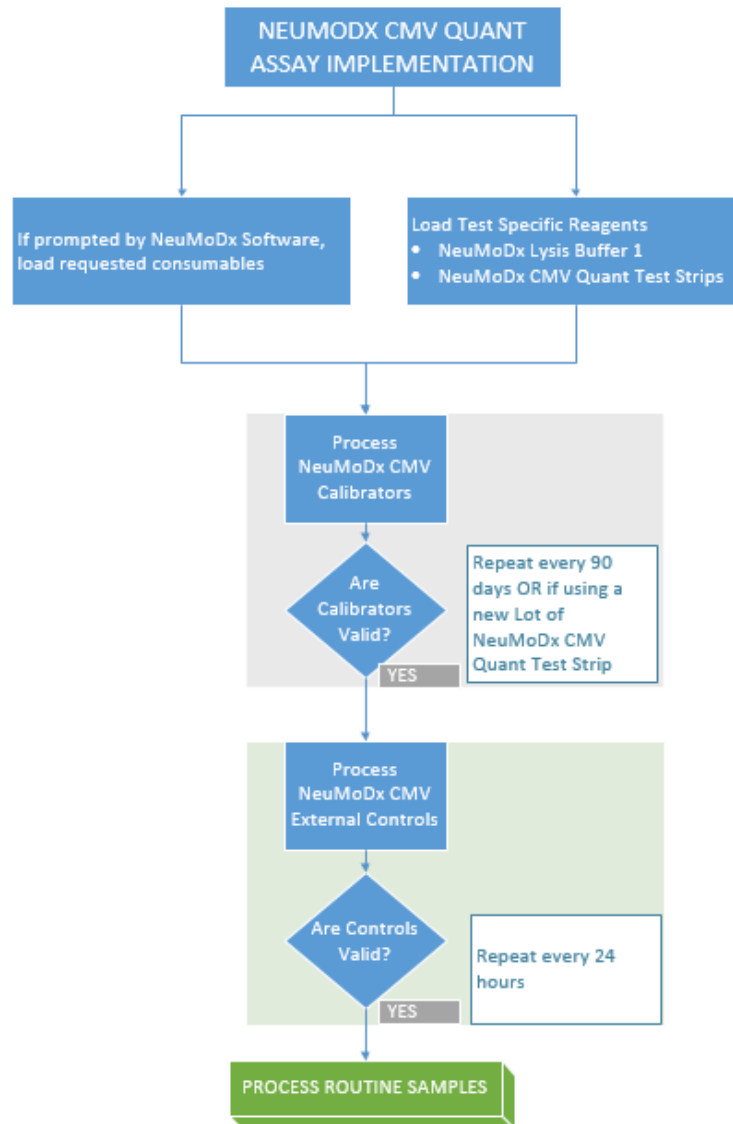 NEUMODX CMV QUANT
ASSAY IMPLEMENTATION
If prompted by NeuMoDx Software,
load requested consumables
Load Test Specific Reagents
• NeuMoDx Lysis Buffer 1
• NeuMoDx CMV Quant Test Strips
Process
NeuMoDx CMV
Calibrators
Are
Calibrators
Valid?
Repeat every 90
days OR if using a
new Lot of
NeuMoDx CMV
Quant Test Strip
YES
Process
NeuMoDx CMV
External Controls
Are Controls
Valid?
Repeat every 24
hours
YES
PROCESS ROUTINE SAMPLES